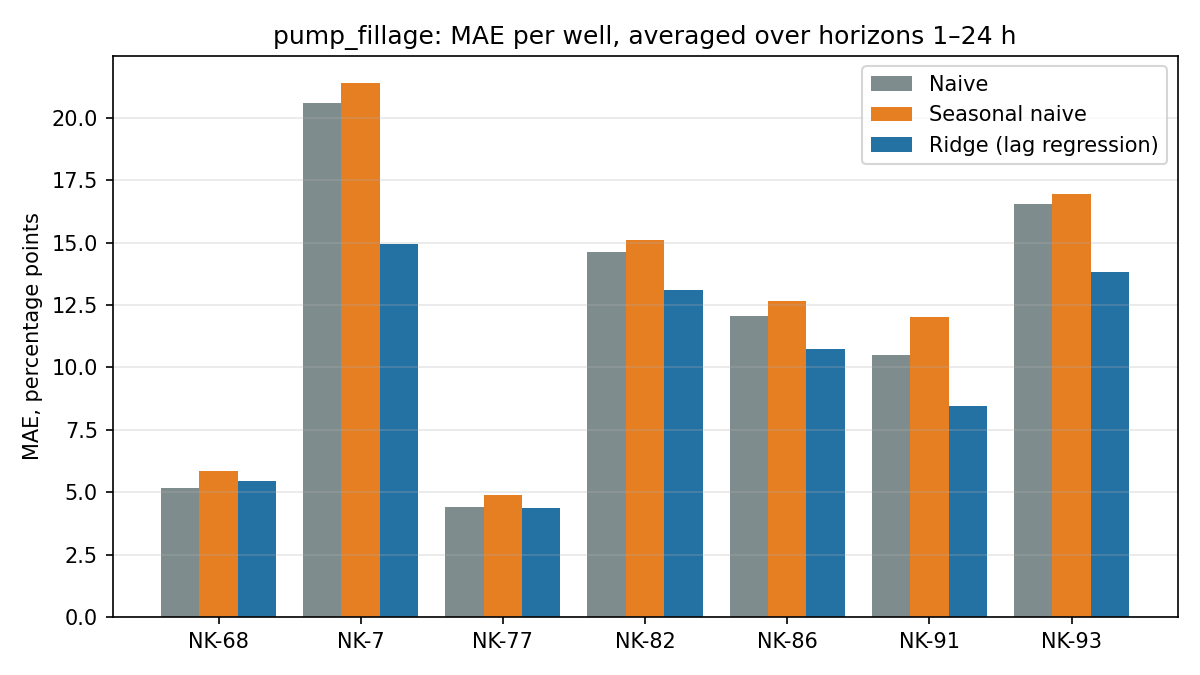 pump_fillage: MAE per well, averaged over horizons 1–24 h
Naive
Seasonal naive
Ridge (lag regression)
MAE, percentage points
20.0
17.5
15.0
12.5
10.0
7.5
5.0
2.5
0.0
NK-68 NK-7 NK-77 NK-82 NK-86 NK-91 NK-93